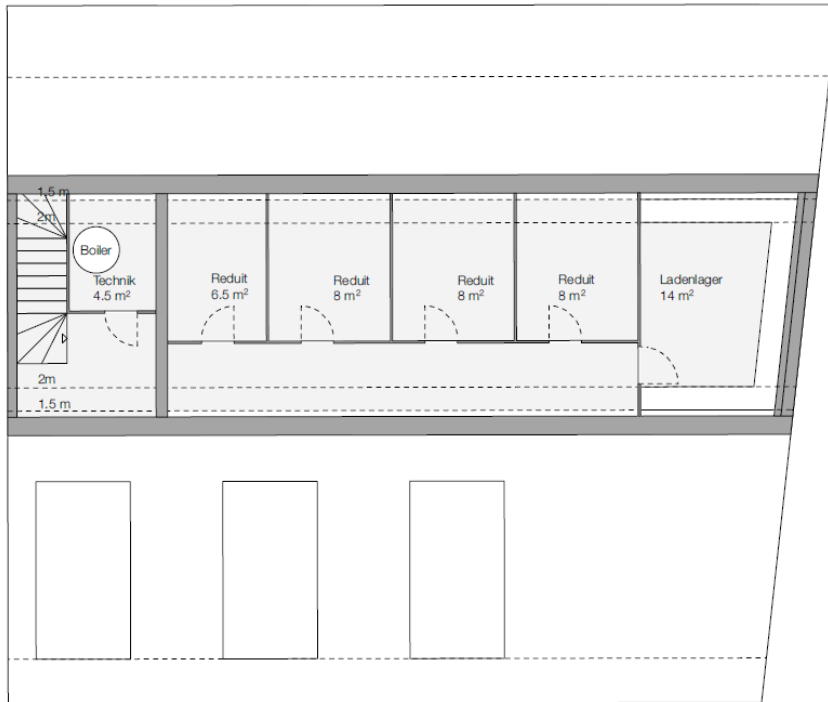 1.5 m
2m
Boiler
Technik
4.5 m²
Reduit
6.5 m²
Reduit
8 m²
Reduit
8 m²
Reduit
8 m²
Ladenlager
14 m²
2m
1.5 m